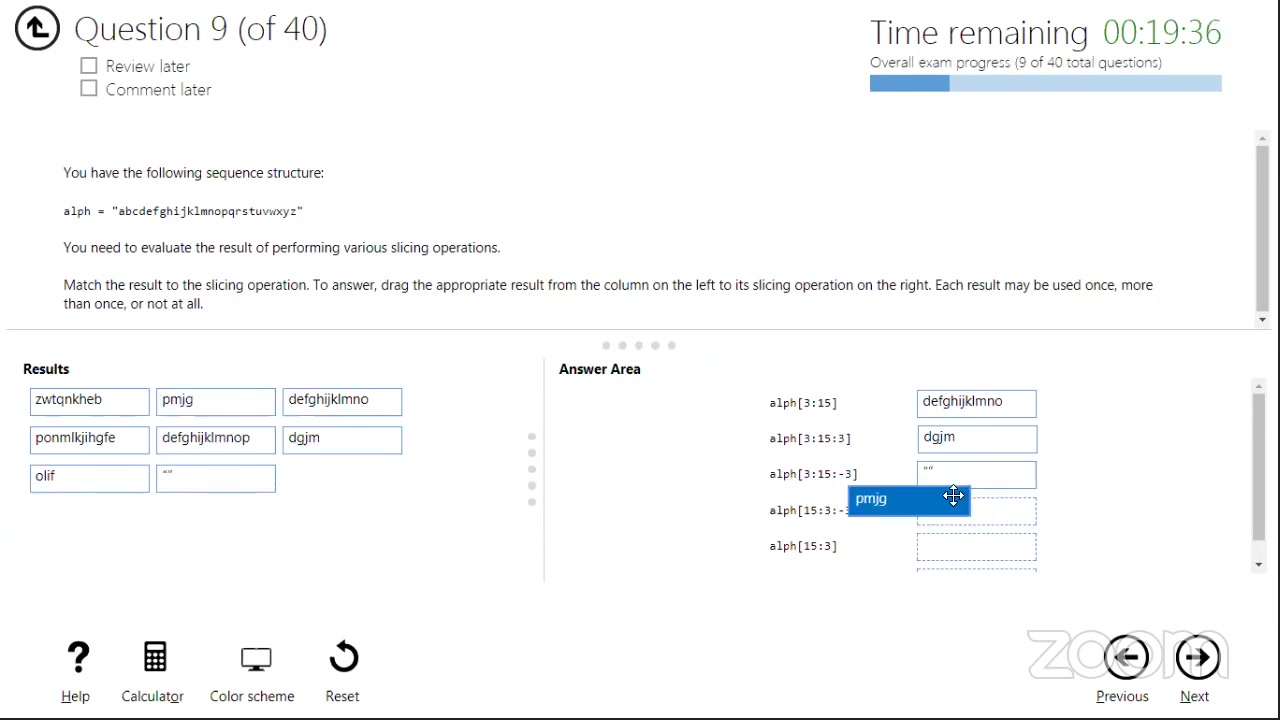 Question 9 (of 40)
Review later
Comment later
Time remaining 00:19:36
Overall exam progress (9 of 40 total questions)
You have the following sequence structure:
alph = "abcdefghijklmnopqrstuvwxyz"
You need to evaluate the result of performing various slicing operations.
Match the result to the slicing operation. To answer, drag the appropriate result from the column on the left to its slicing operation on the right. Each result may be used once, more
than once, or not at all.
Results
zwtqnkheb pmjg defghijklmno
ponmlkjihgfe defghijklmnop dgjm
olif “”
Answer Area
alph[3:15] defghijklmno
alph[3:15:3] dgjm
alph[3:15:-3] “”
pmjg
alph[15:3:-
alph[15:3]
Help Calculator Color scheme Reset
zoom
Previous Next